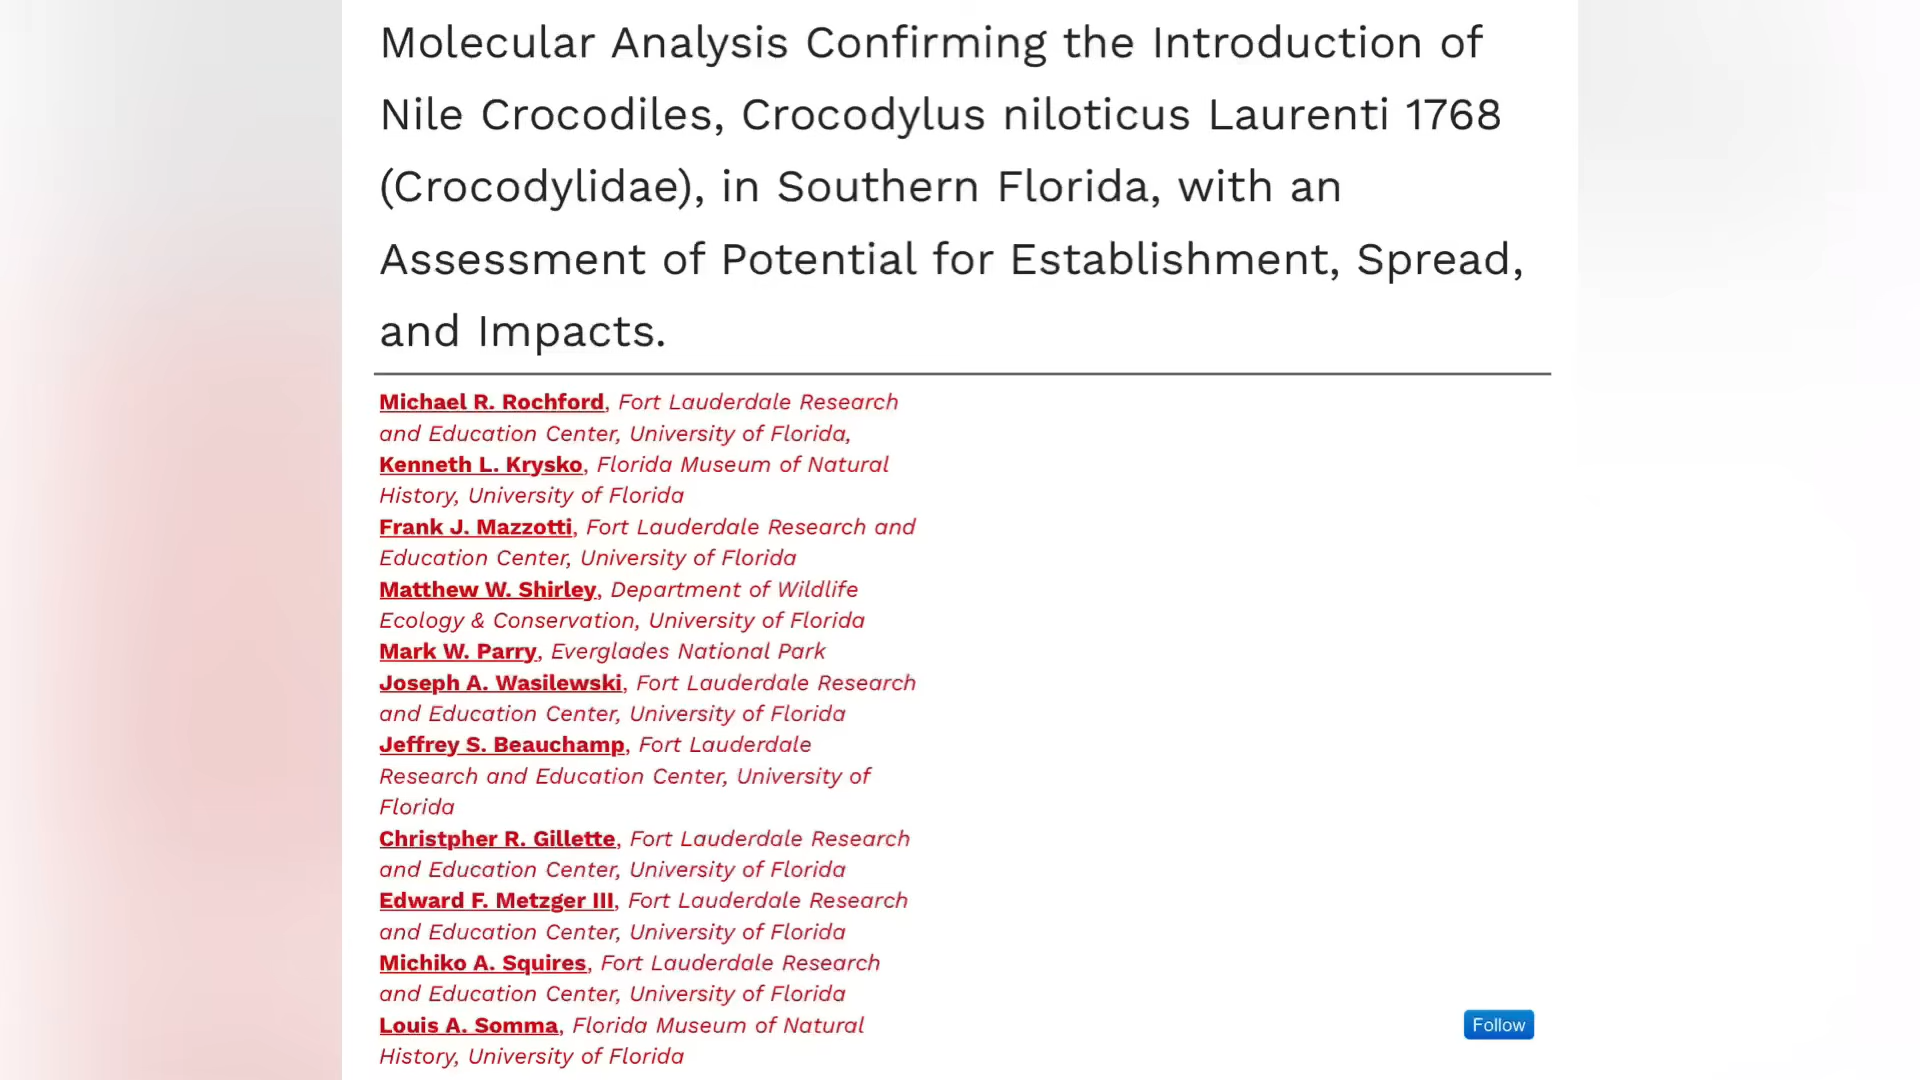 Molecular Analysis Confirming the Introduction of
Nile Crocodiles, Crocodylus niloticus Laurenti 1768
(Crocodylidae), in Southern Florida, with an
Assessment of Potential for Establishment, Spread,
and Impacts.
Michael R. Rochford, Fort Lauderdale Research
and Education Center, University of Florida,
Kenneth L. Krysko, Florida Museum of Natural
History, University of Florida
Frank J. Mazzotti, Fort Lauderdale Research and
Education Center, University of Florida
Matthew W. Shirley, Department of Wildlife
Ecology & Conservation, University of Florida
Mark W. Parry, Everglades National Park
Joseph A. Wasilewski, Fort Lauderdale Research
and Education Center, University of Florida
Jeffrey S. Beauchamp, Fort Lauderdale
Research and Education Center, University of
Florida
Christpher R. Gillette, Fort Lauderdale Research
and Education Center, University of Florida
Edward F. Metzger III, Fort Lauderdale Research
and Education Center, University of Florida
Michiko A. Squires, Fort Lauderdale Research
and Education Center, University of Florida
Louis A. Somma, Florida Museum of Natural
History, University of Florida
Follow